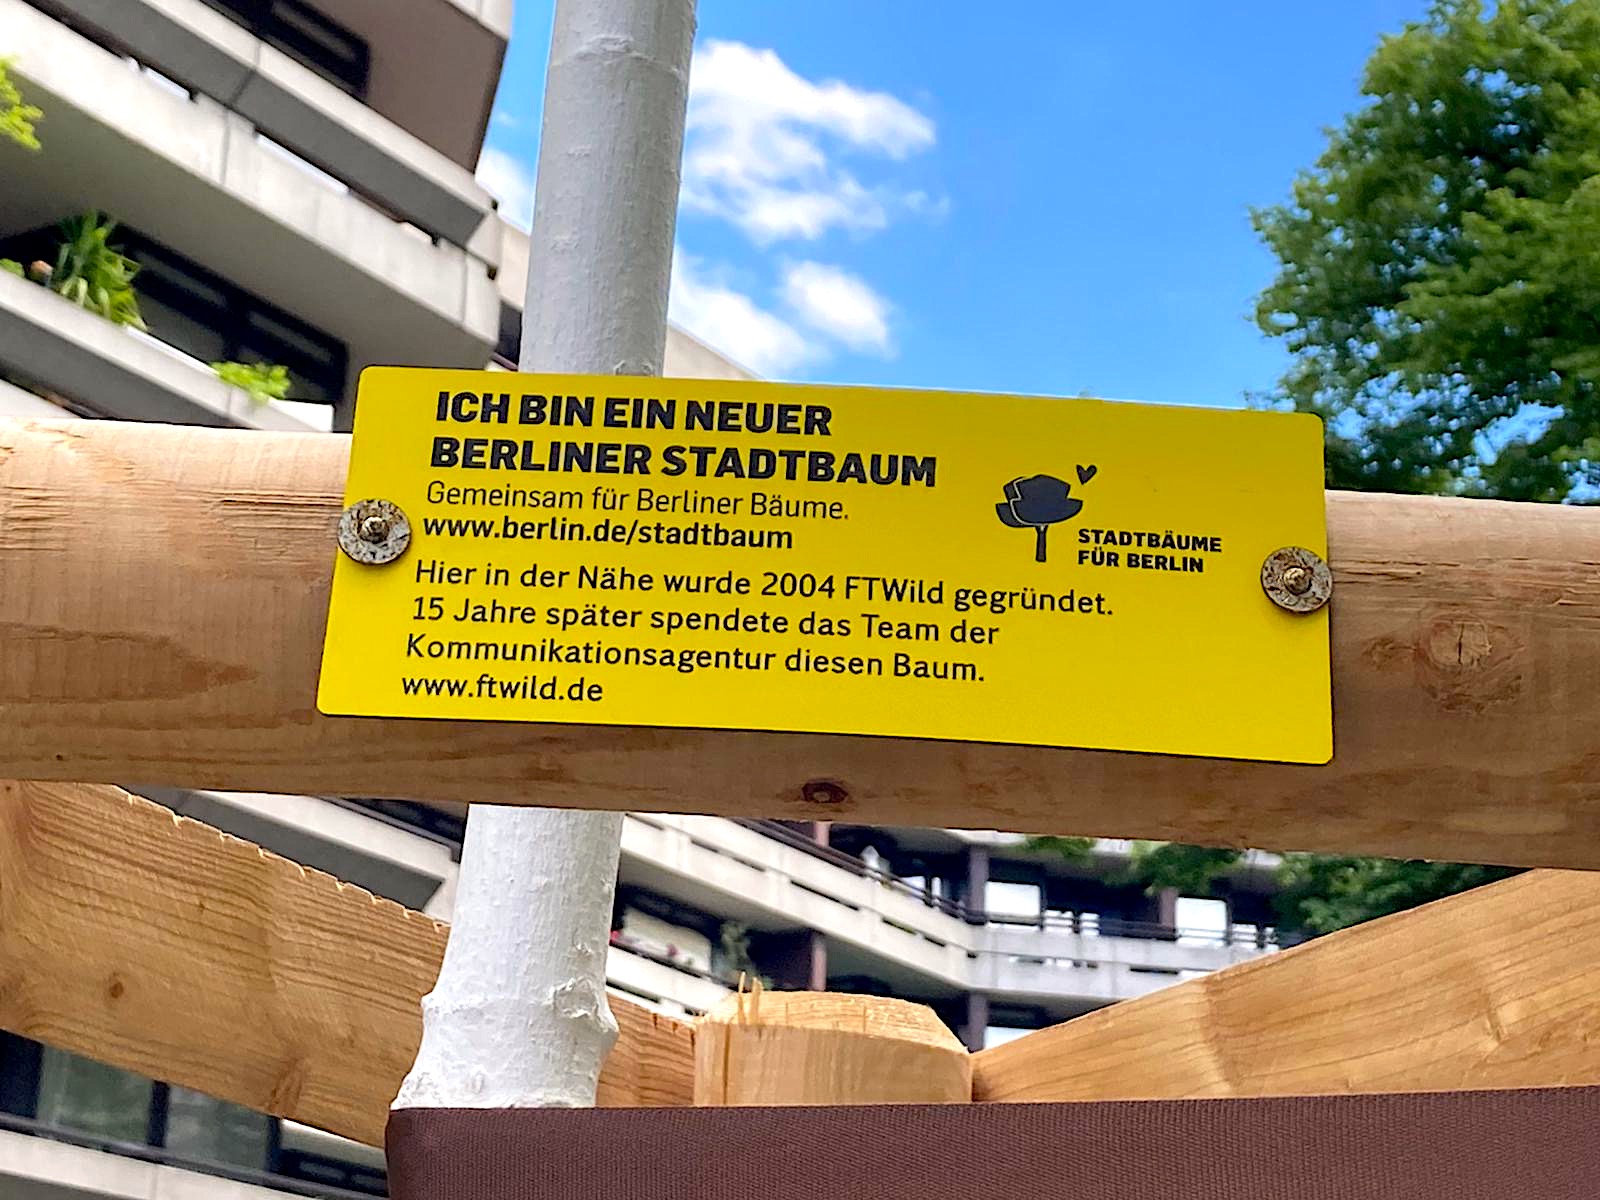 ICH BIN EIN NEUER
BERLINER STADTBAUM
Gemeinsam für Berliner Bäume.
www.berlin.de/stadtbaum
STADTBÄUME
FÜR BERLIN
Hier in der Nähe wurde 2004 FTWild gegründet.
15 Jahre später spendete das Team der
Kommunikationsagentur diesen Baum.
www.ftwild.de